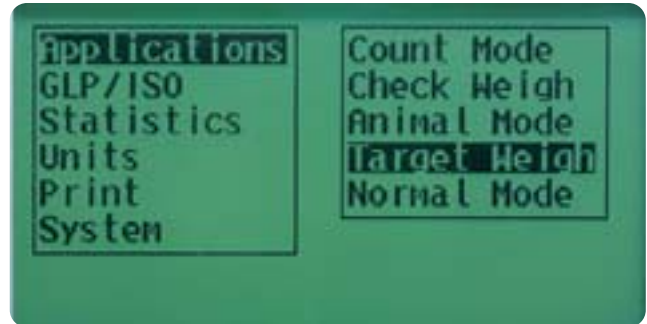 Applications
GLP/ISO
Statistics
Units
Print
System
Count Mode
Check Weigh
Animal Mode
Target Weigh
Normal Mode